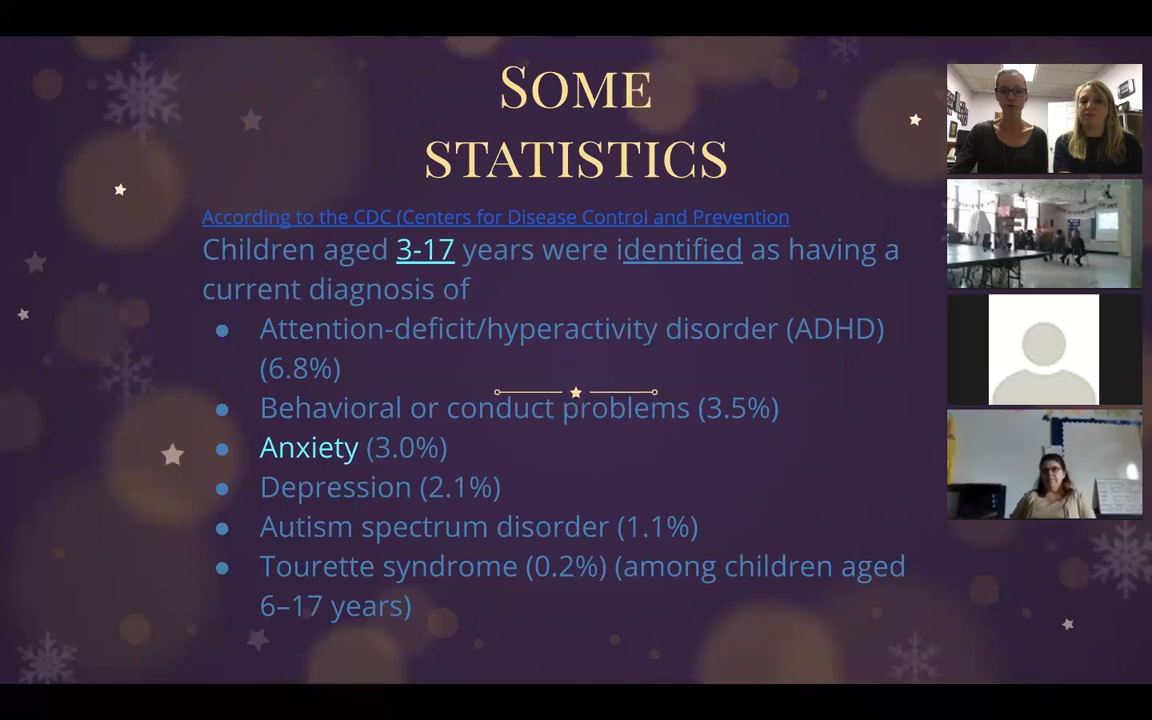 SOME
STATISTICS
According to the CDC (Centers for Disease Control and Prevention
Children aged 3-17 years were identified as having a
current diagnosis of
● Attention-deficit/hyperactivity disorder (ADHD)
(6.8%)
● Behavioral or conduct problems (3.5%)
● Anxiety (3.0%)
● Depression (2.1%)
● Autism spectrum disorder (1.1%)
● Tourette syndrome (0.2%) (among children aged
6–17 years)